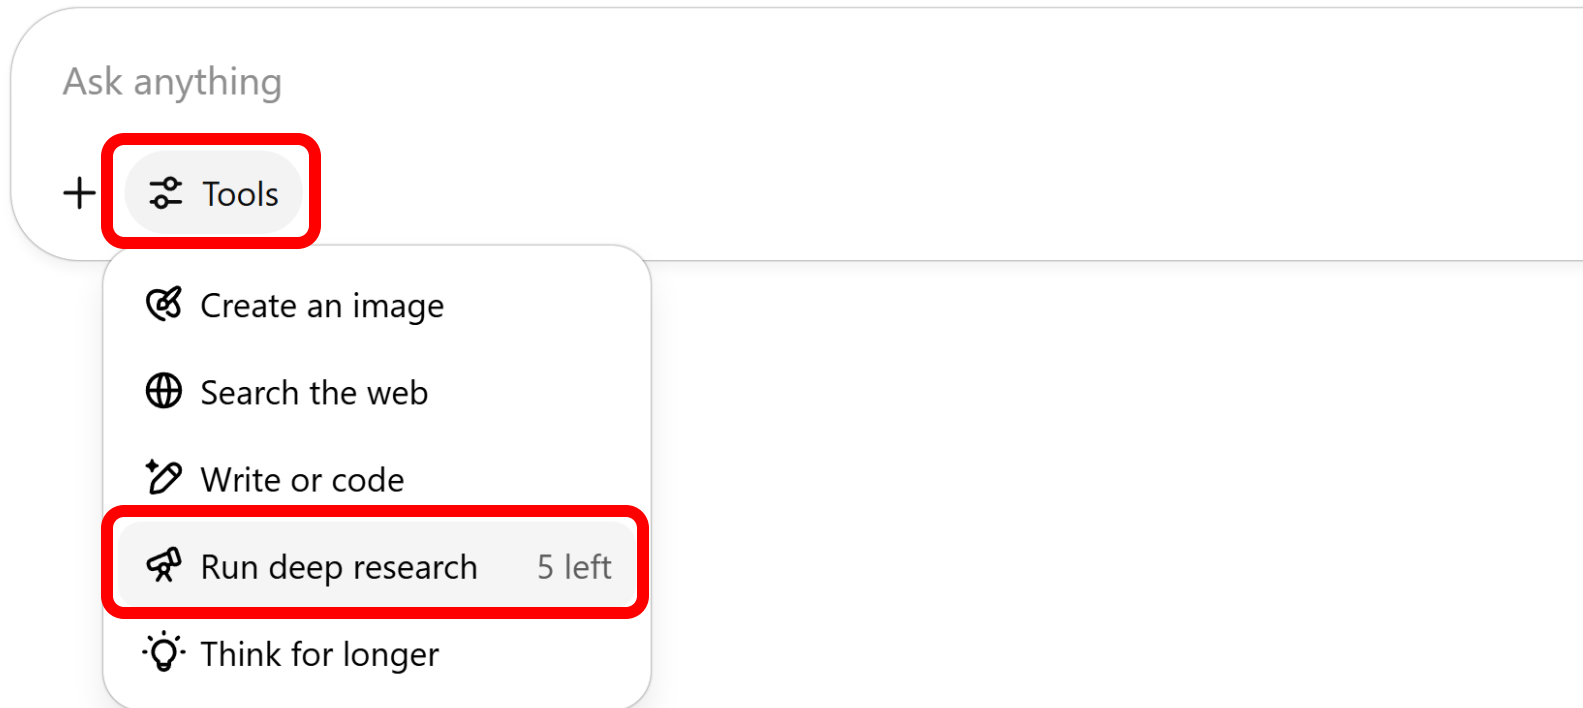 Ask anything
Tools
Create an image
Search the web
Write or code
Run deep research 5 left
Think for longer